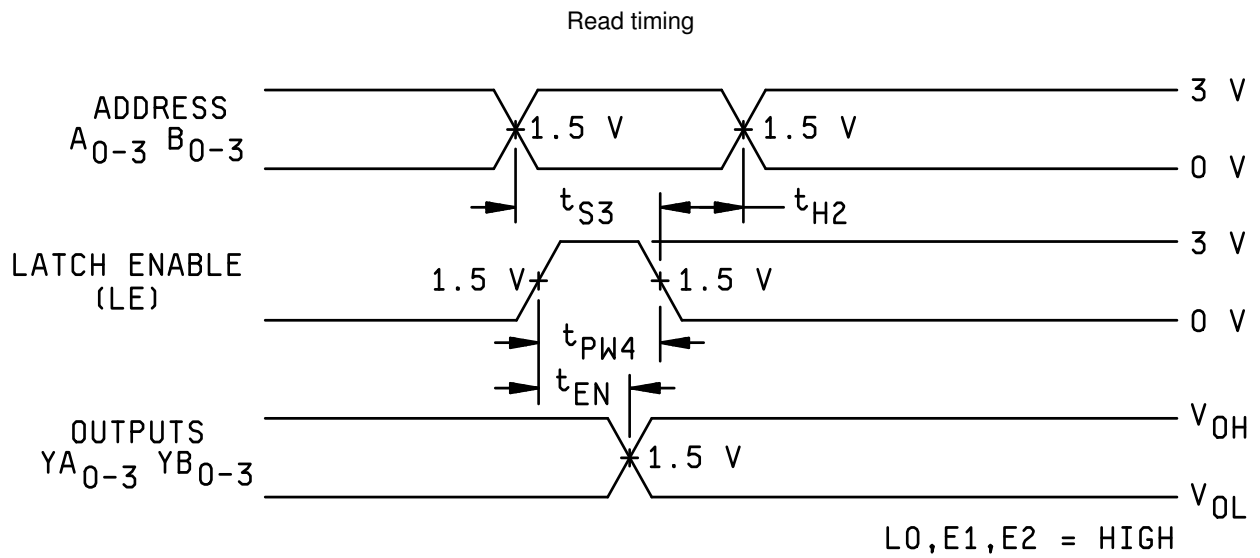 Read timing
ADDRESS
A0-3 B0-3
1.5 V
1.5 V
3 V
0 V
tS3
tH2
LATCH ENABLE
(LE)
1.5 V
1.5 V
3 V
0 V
tPW4
tEN
OUTPUTS
YA0-3 YB0-3
1.5 V
VOH
VOL
LO,E1,E2 = HIGH